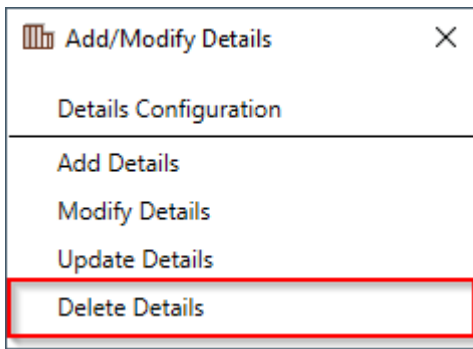 Add/Modify Details
Details Configuration
Add Details
Modify Details
Update Details
Delete Details